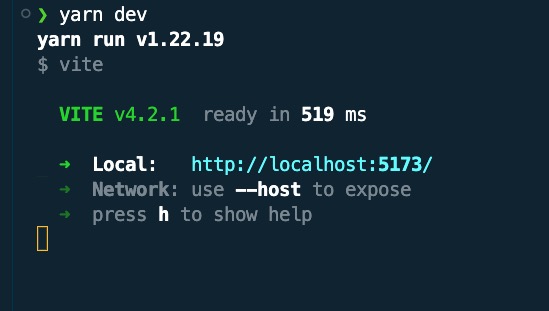 ❯ yarn dev
yarn run v1.22.19
$ vite
VITE v4.2.1  ready in 519 ms
➜  Local:   http://localhost:5173/
➜  Network: use --host to expose
➜  press h to show help